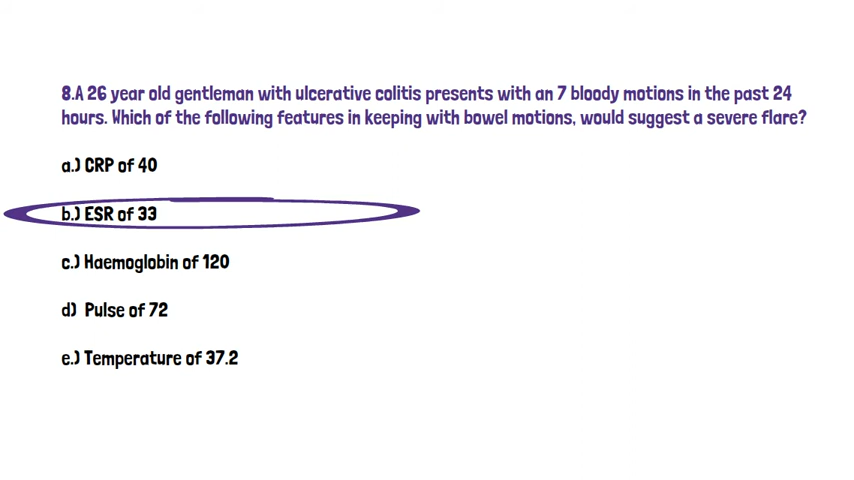 8.A 26 year old gentleman with ulcerative colitis presents with an 7 bloody motions in the past 24
hours. Which of the following features in keeping with bowel motions, would suggest a severe flare?
a.) CRP of 40
b.) ESR of 33
c.) Haemoglobin of 120
d) Pulse of 72
e.) Temperature of 37.2